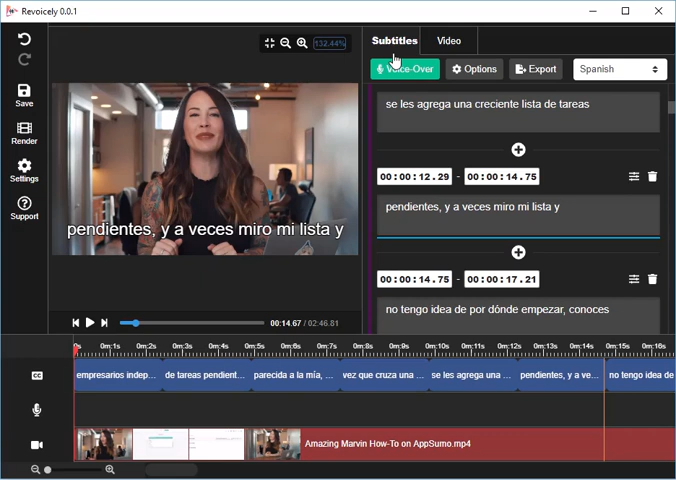 Revoicely 0.0.1
132.44%
Subtitles Video
Voice-Over Options Export Spanish
Save
Render
Settings
Support
se les agrega una creciente lista de tareas
00:00:12.29 - 00:00:14.75
pendientes, y a veces miro mi lista y
00:00:14.75 - 00:00:17.21
no tengo idea de por dónde empezar, conoces
pendientes, y a veces miro mi lista y
00:14.67 / 02:46.81
0s 0m;1s 0m;2s 0m;3s 0m;4s 0m;5s 0m;6s 0m;7s 0m;8s 0m;9s 0m;10s 0m;11s 0m;12s 0m;13s 0m;14s 0m;15s 0m;16s
CC
empresarios indep... de tareas pendient... parecida a la mía, ... vez que cruza una ... se les agrega una ... pendientes, y a ve... no tengo idea de
Amazing Marvin How-To on AppSumo.mp4